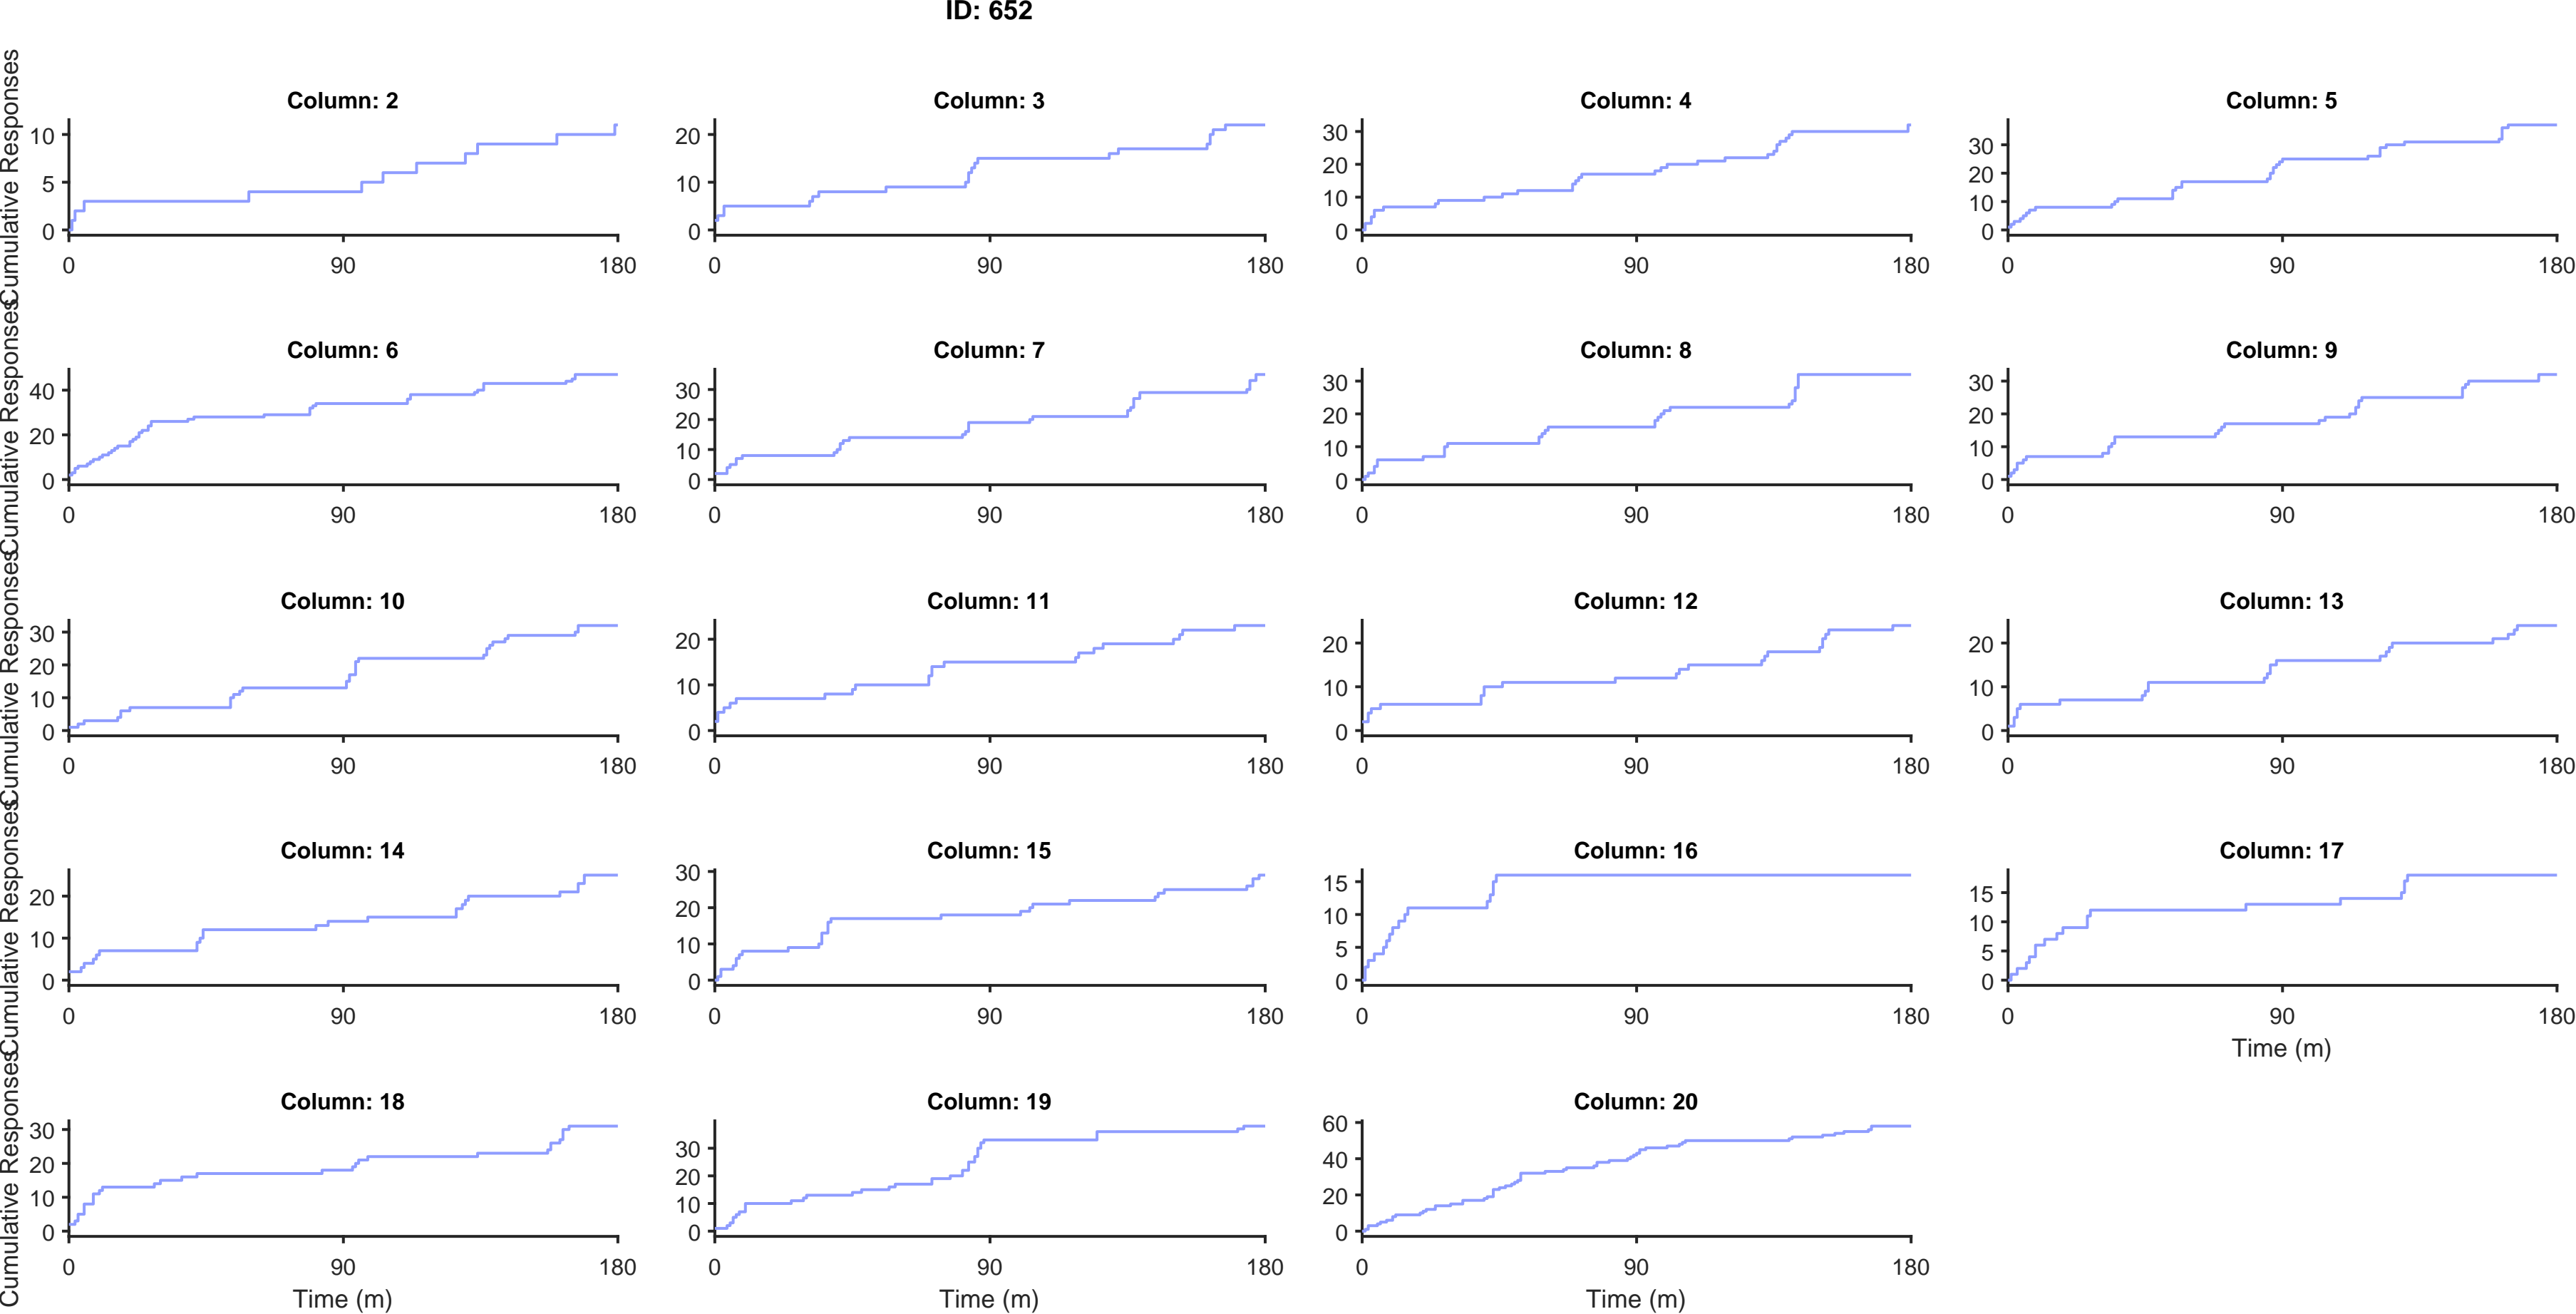 ID: 652
Column: 2
Column: 3
Column: 4
Column: 5
Cumulative Responses
10
5
0
0 90 180
20
10
0
0 90 180
30
20
10
0
0 90 180
30
20
10
0
0 90 180
Column: 6
Column: 7
Column: 8
Column: 9
Cumulative Responses
40
20
0
0 90 180
30
20
10
0
0 90 180
30
20
10
0
0 90 180
30
20
10
0
0 90 180
Column: 10
Column: 11
Column: 12
Column: 13
Cumulative Responses
30
20
10
0
0 90 180
20
10
0
0 90 180
20
10
0
0 90 180
20
10
0
0 90 180
Column: 14
Column: 15
Column: 16
Column: 17
Cumulative Responses
20
10
0
0 90 180
30
20
10
0
0 90 180
15
10
5
0
0 90 180
15
10
5
0
0 90 180
Time (m)
Column: 18
Column: 19
Column: 20
Cumulative Responses
30
20
10
0
0 90 180
Time (m)
30
20
10
0
0 90 180
Time (m)
60
40
20
0
0 90 180
Time (m)